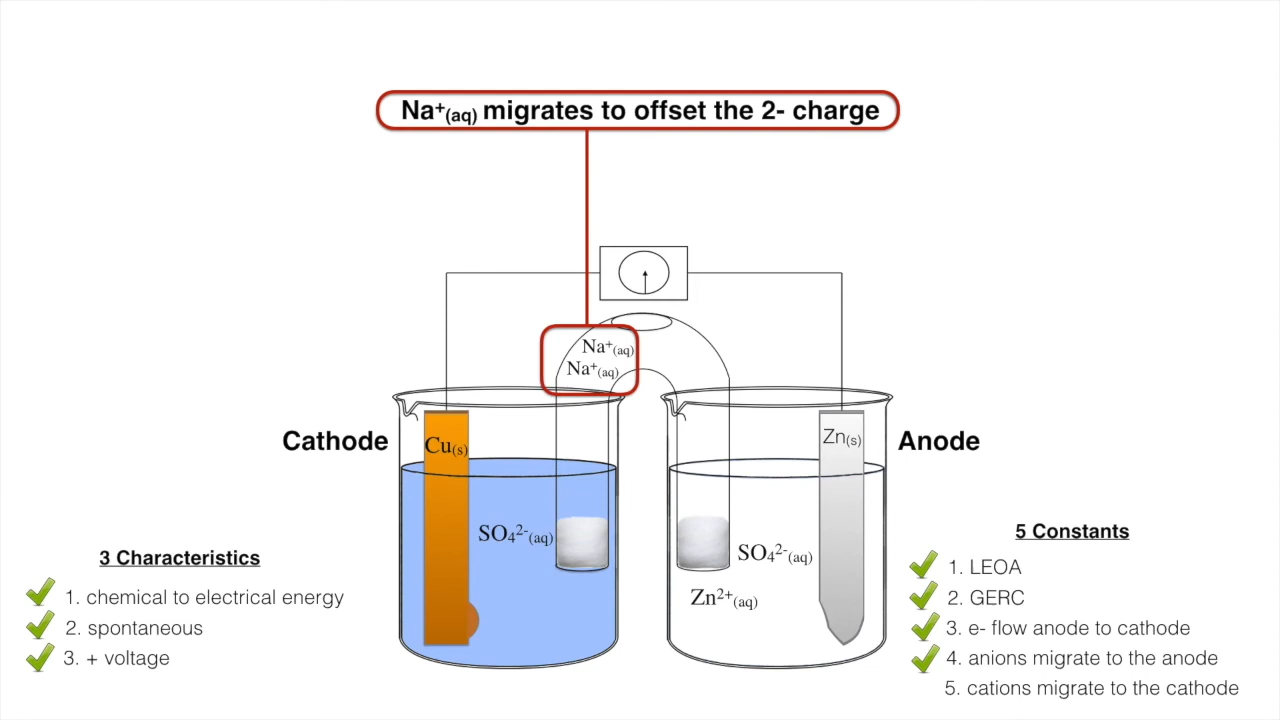 Na⁺(aq) migrates to offset the 2- charge
Na⁺(aq)
Na⁺(aq)
Cathode
Cu(s)
Zn(s)
Anode
SO₄²⁻(aq)
SO₄²⁻(aq)
Zn²⁺(aq)
3 Characteristics
1. chemical to electrical energy
2. spontaneous
3. + voltage
5 Constants
1. LEOA
2. GERC
3. e- flow anode to cathode
4. anions migrate to the anode
5. cations migrate to the cathode